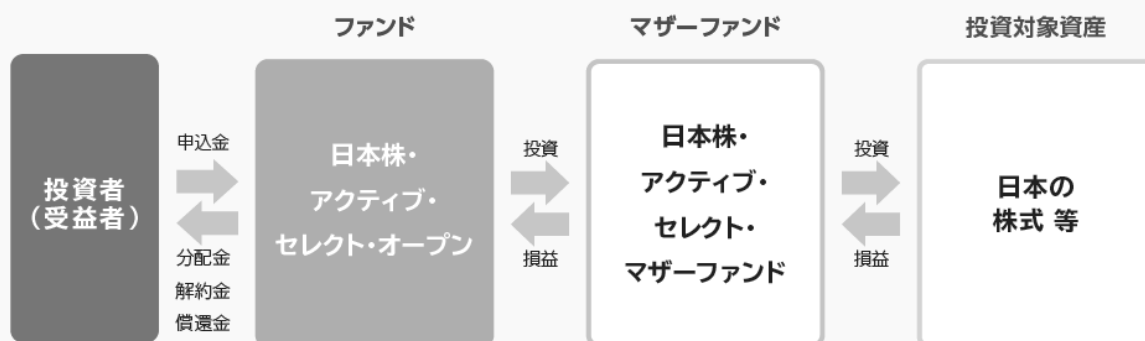 ファンド
マザーファンド
投資対象資産
投資者
（受益者）
申込金
分配金
解約金
償還金
日本株・
アクティブ・
セレクト・オープン
投資
損益
日本株・
アクティブ・
セレクト・
マザーファンド
投資
損益
日本の
株式 等